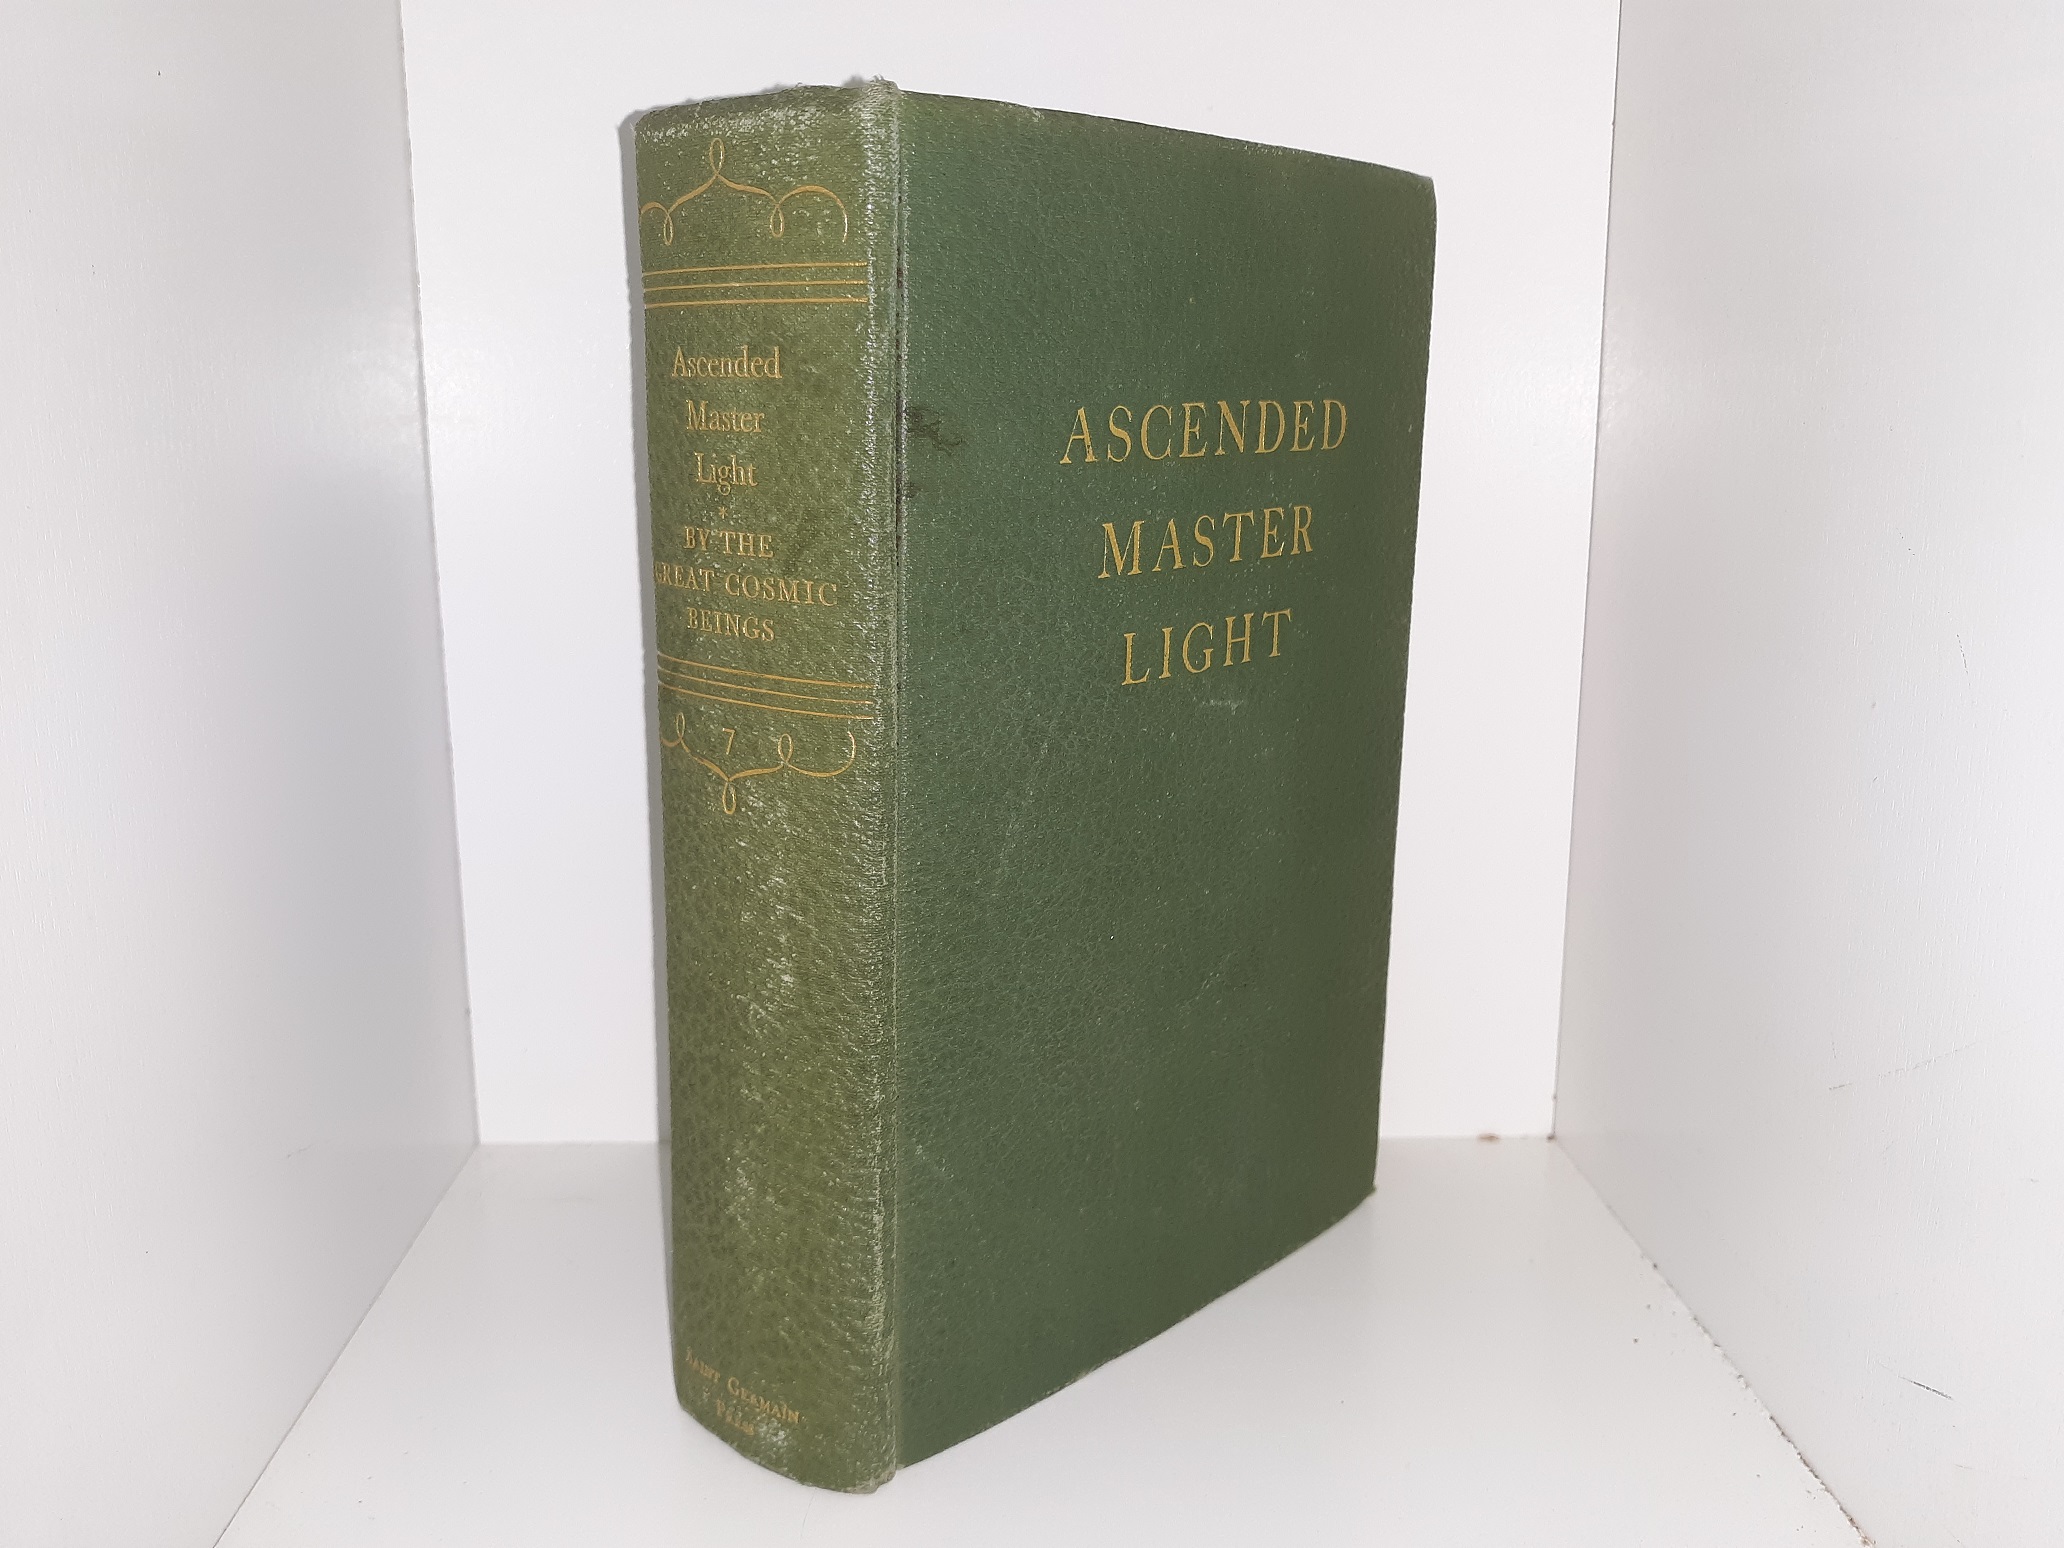 Ascended
Master
Light
*
BY THE
GREAT COSMIC
BEINGS
7
SAINT GERMAIN
PRESS
ASCENDED
MASTER
LIGHT